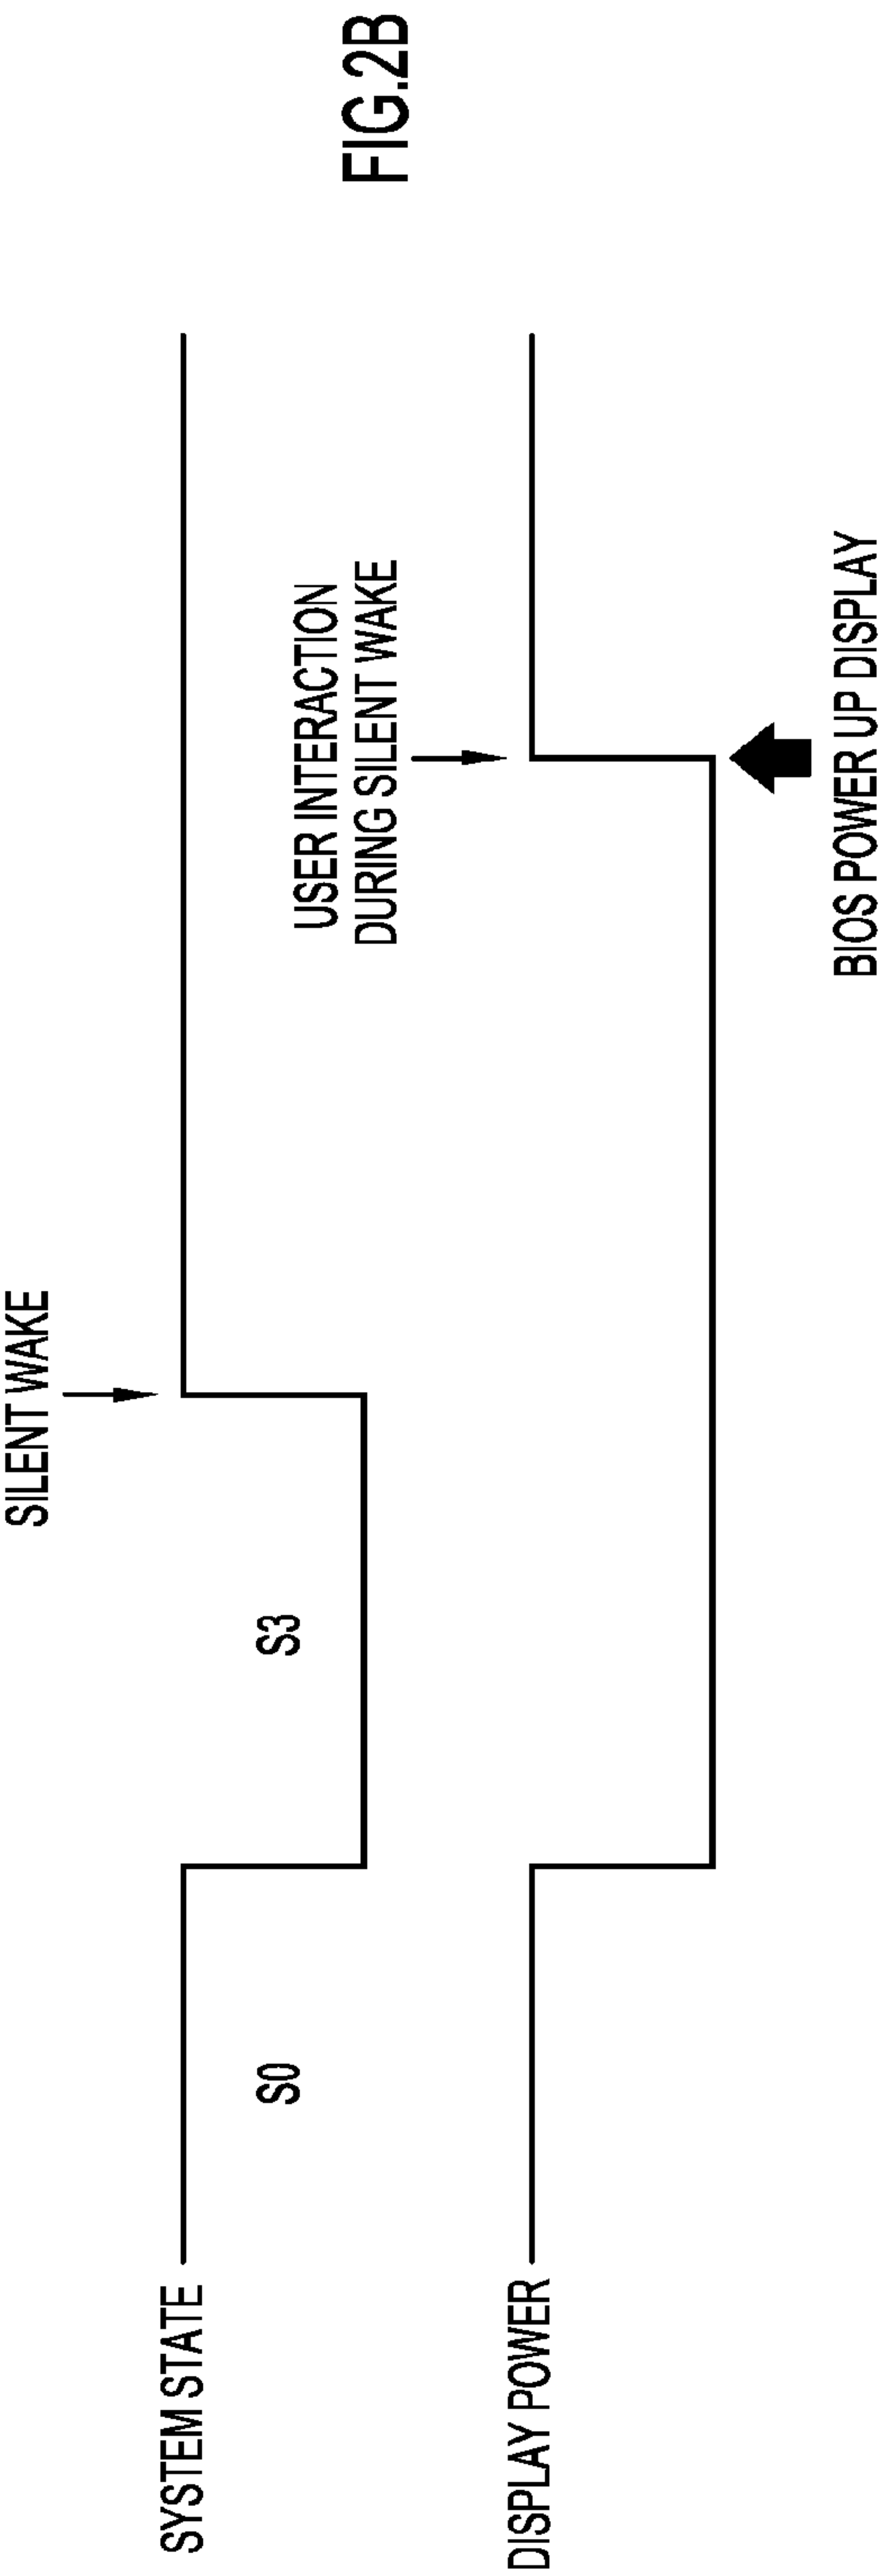 SILENT WAKE
SYSTEM STATE
S0
S3
USER INTERACTION
DURING SILENT WAKE
DISPLAY POWER
BIOS POWER UP DISPLAY
FIG.2B